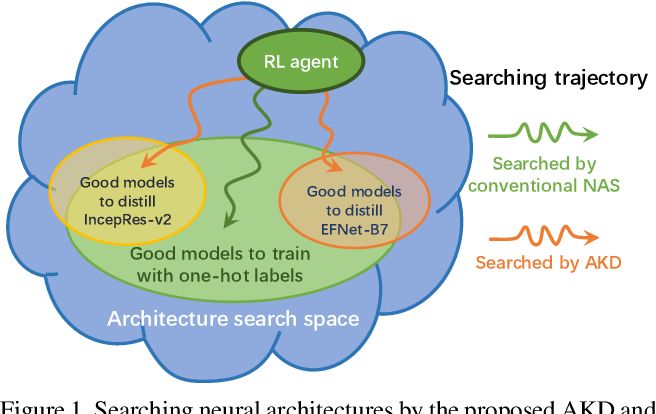 RL agent
Searching trajectory
Searched by
conventional NAS
Searched by AKD
Good models
to distill
IncepRes-v2
Good models
to distill
EFNet-B7
Good models to train
with one-hot labels
Architecture search space
Figure 1. Searching neural architectures by the proposed AKD and